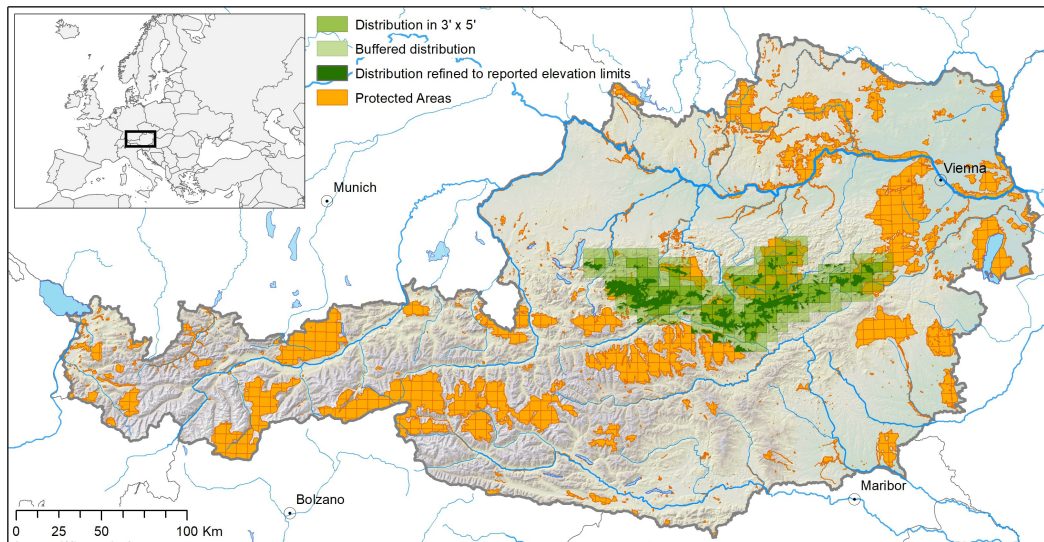 Distribution in 3' x 5'
Buffered distribution
Distribution refined to reported elevation limits
Protected Areas
Munich
Vienna
Bolzano
Maribor
0 25 50 100 Km